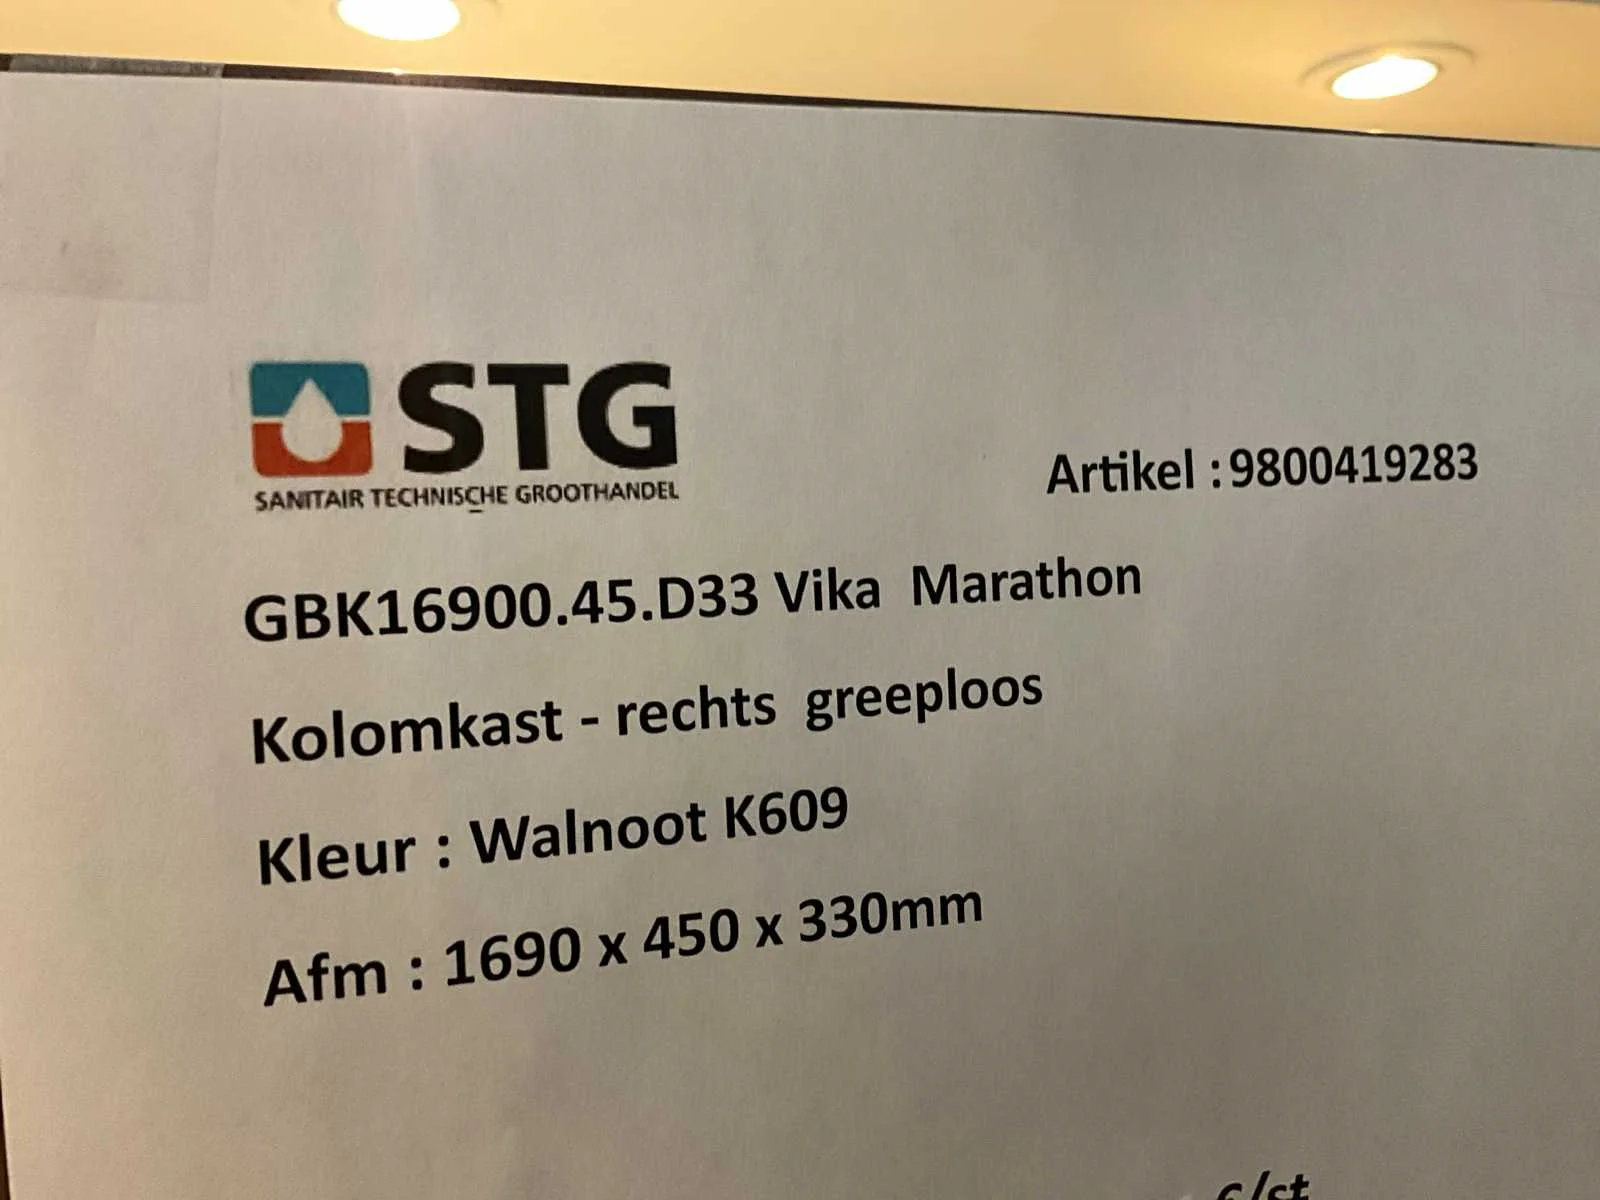 STG
SANITAIR TECHNISCHE GROOTHANDEL
Artikel : 9800419283
GBK16900.45.D33 Vika Marathon
Kolomkast - rechts greeploos
Kleur : Walnoot K609
Afm : 1690 x 450 x 330mm